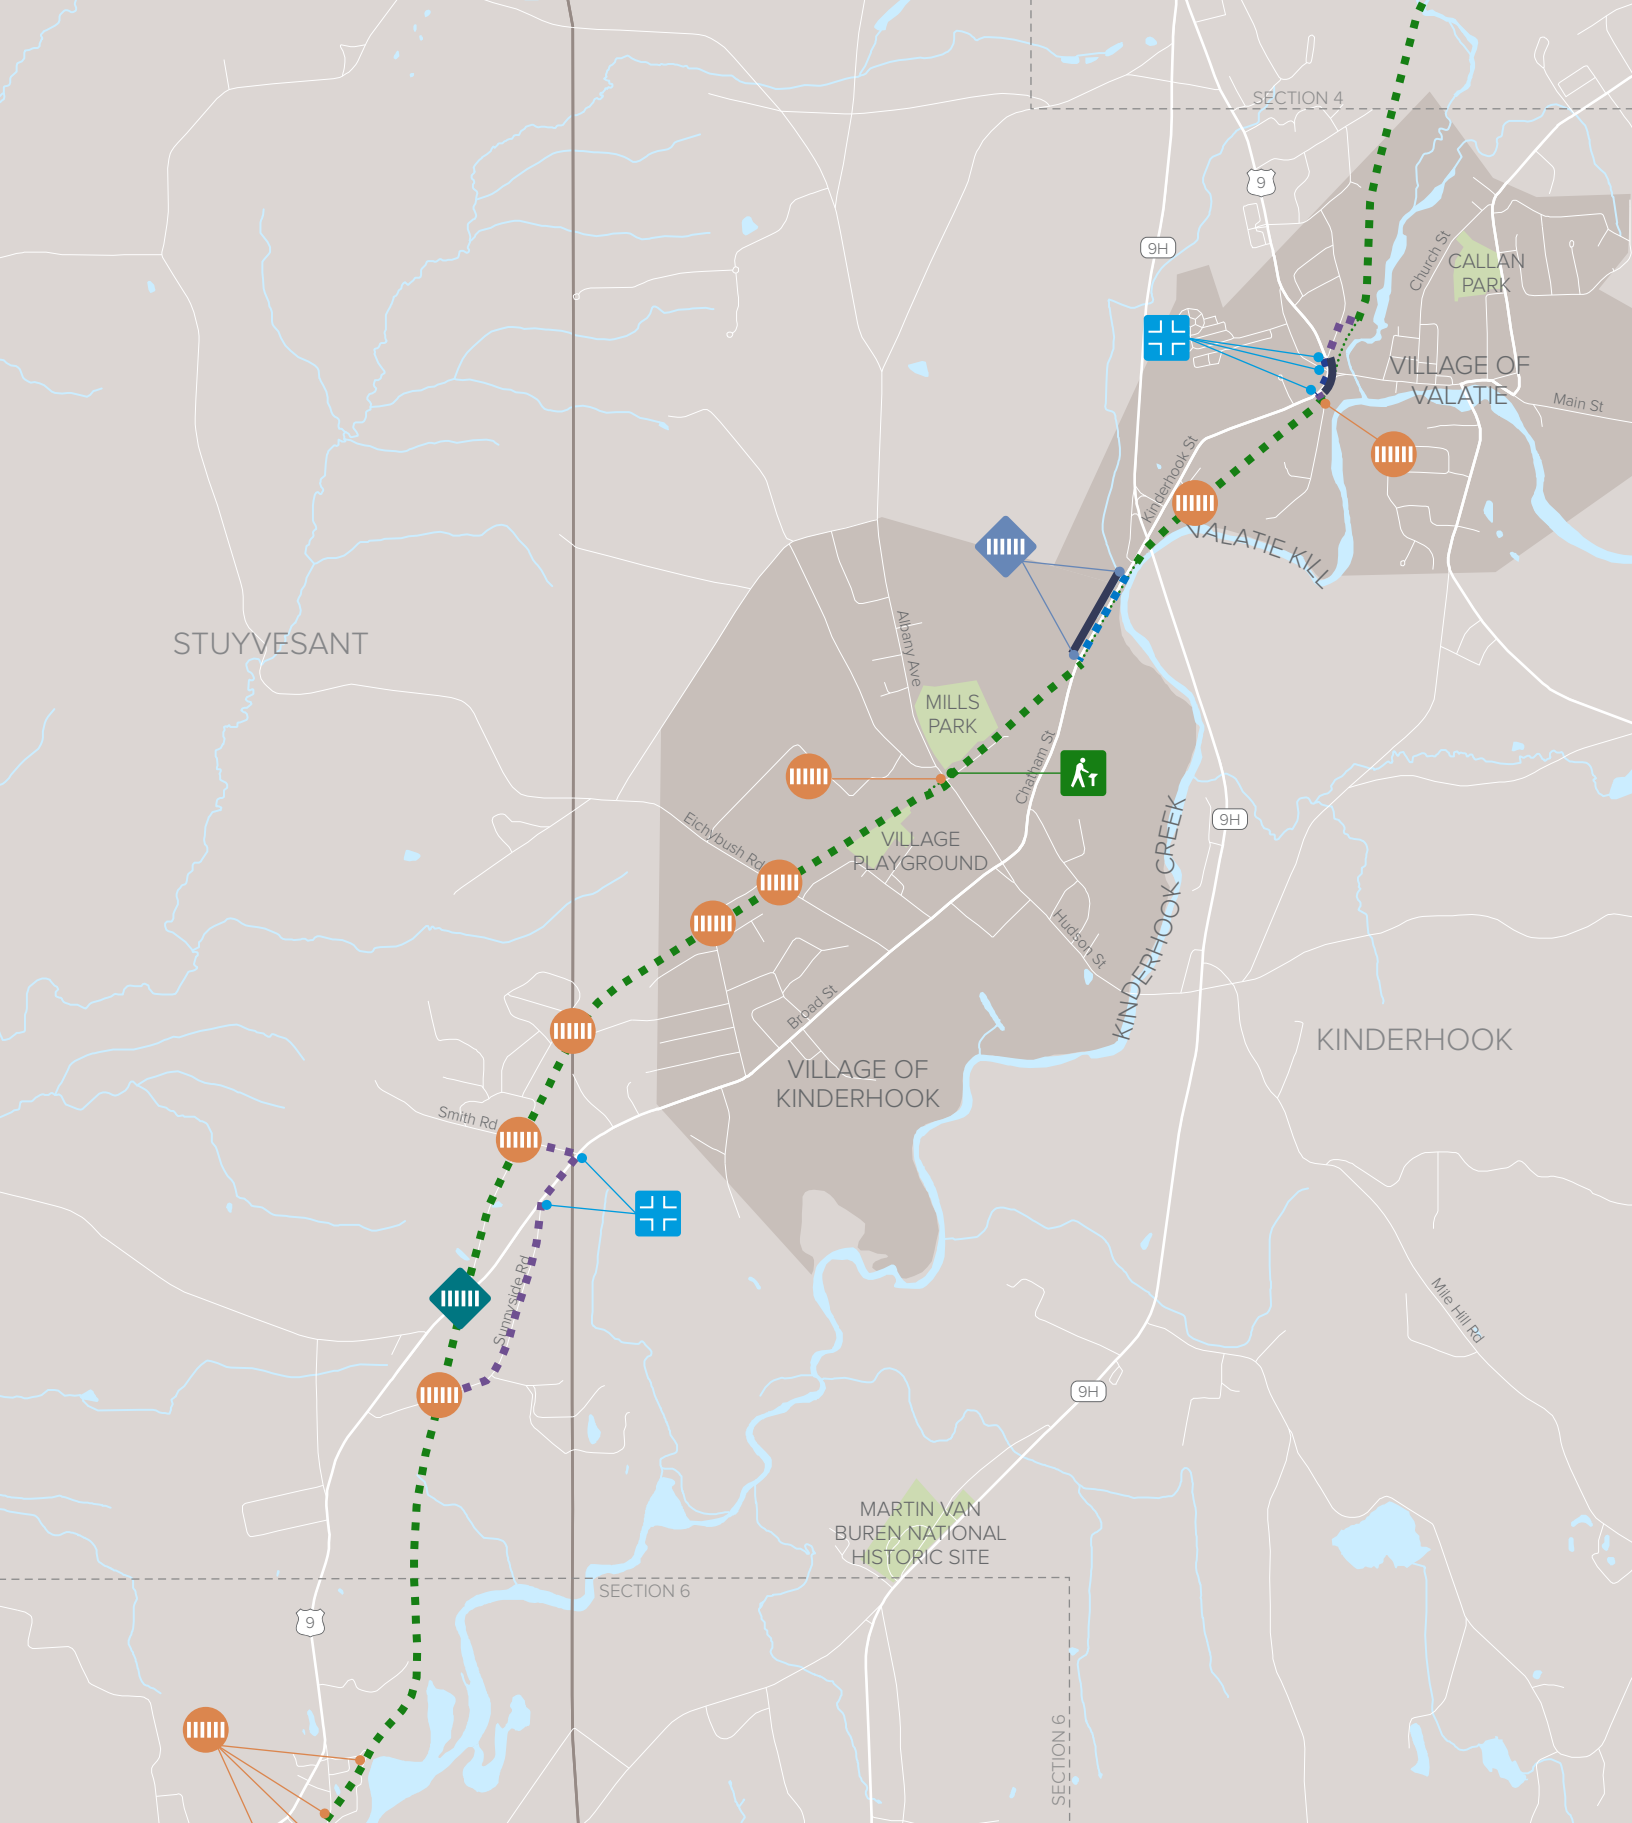 SECTION 4
9
9H
Church St
CALLAN
PARK
VILLAGE OF
VALATIE
Main St
Kinderhook St
VALATIE KILL
STUYVESANT
Albany Ave
MILLS
PARK
Chatham St
9H
Eichybush Rd
VILLAGE
PLAYGROUND
KINDERHOOK CREEK
Hudson St
Broad St
KINDERHOOK
VILLAGE OF
KINDERHOOK
Smith Rd
Sunnyside Rd
Mile Hill Rd
9H
MARTIN VAN
BUREN NATIONAL
HISTORIC SITE
SECTION 6
9
SECTION 6